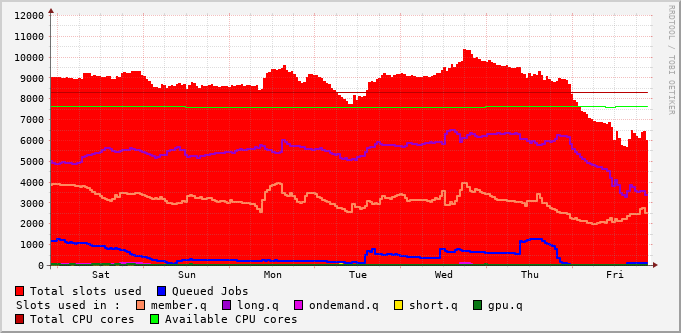 RRDTOOL / TOBI OETIKER
12000
11000
10000
9000
8000
7000
6000
5000
4000
3000
2000
1000
0
Sat Sun Mon Tue Wed Thu Fri
Total slots used Queued Jobs
Slots used in : member.q long.q ondemand.q short.q gpu.q
Total CPU cores Available CPU cores